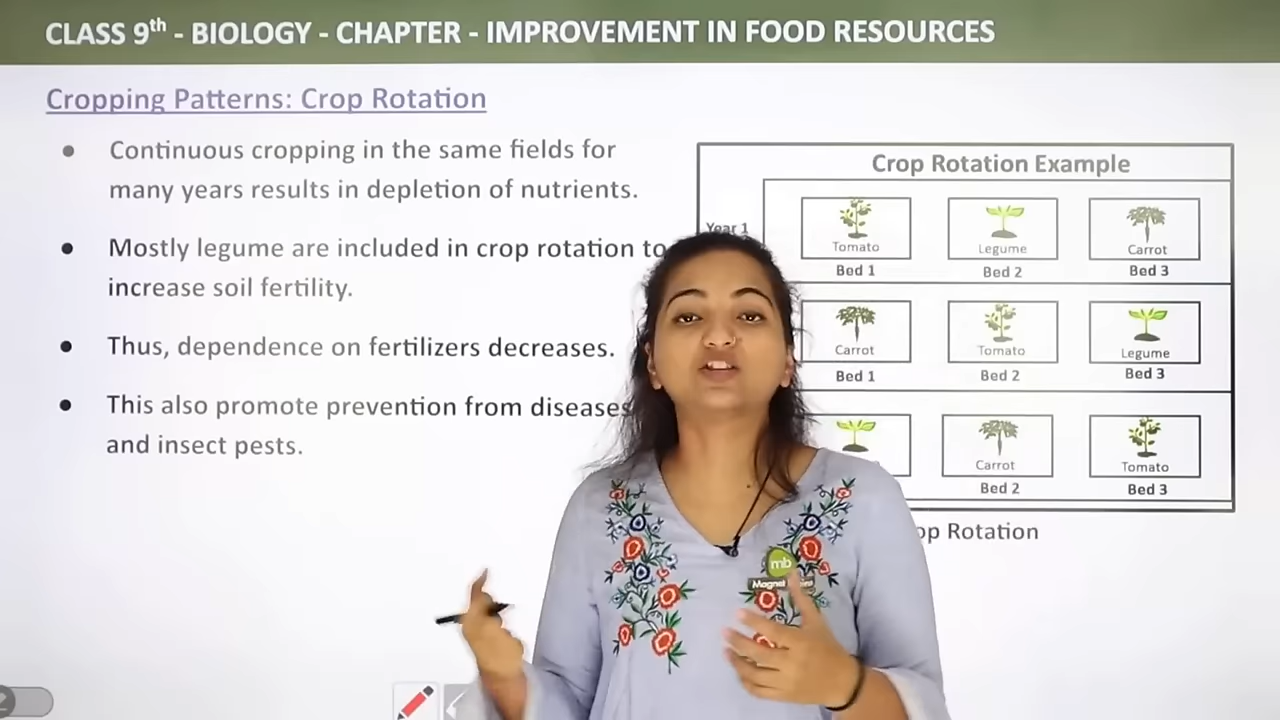 CLASS 9th - BIOLOGY - CHAPTER - IMPROVEMENT IN FOOD RESOURCES
Cropping Patterns: Crop Rotation
● Continuous cropping in the same fields for
many years results in depletion of nutrients.
● Mostly legume are included in crop rotation to
increase soil fertility.
● Thus, dependence on fertilizers decreases.
● This also promote prevention from diseases
and insect pests.
Crop Rotation Example
Year 1
Tomato Legume Carrot
Bed 1 Bed 2 Bed 3
Carrot Tomato Legume
Bed 1 Bed 2 Bed 3
Carrot Tomato
Bed 2 Bed 3
Rotation
mb
Magnet